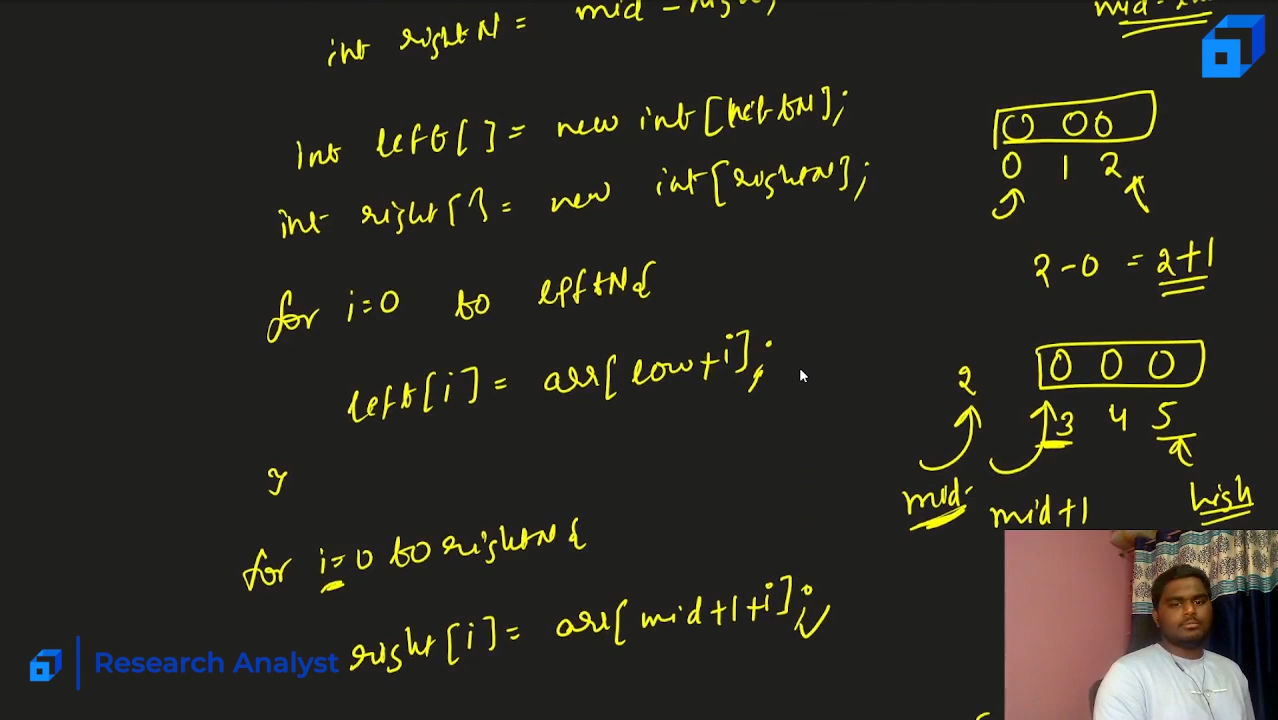 int rightN = mid - high;
int left[] = new int[leftN];
int right[] = new int[rightN];
for i=0 to leftN{
left[i] = arr[low+i];
}
for i=0 to rightN{
right[i] = arr[mid+1+i];
0 0 0
0 1 2
2-0 = 2+1
2
0 0 0
3 4 5
mid
mid+1
high
Research Analyst